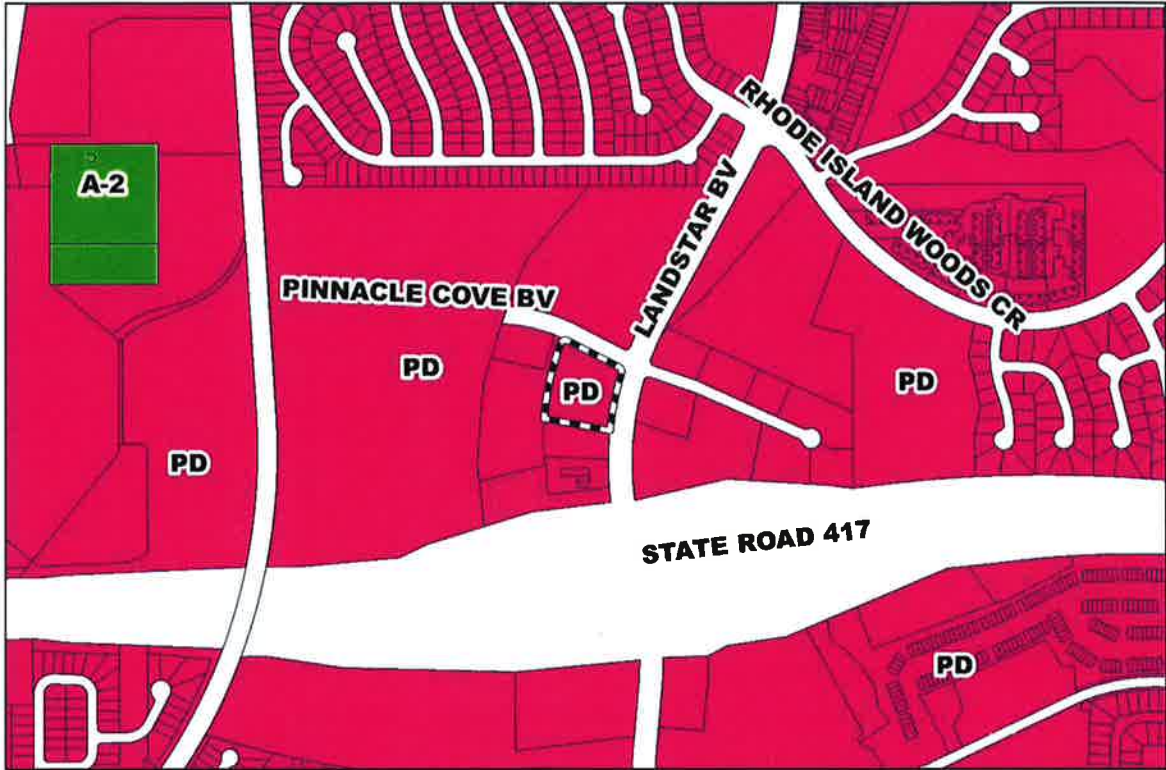 RHODE ISLAND WOODS CR
A-2
LANDSTAR BV
PINNACLE COVE BV
PD
PD
PD
PD
STATE ROAD 417
PD